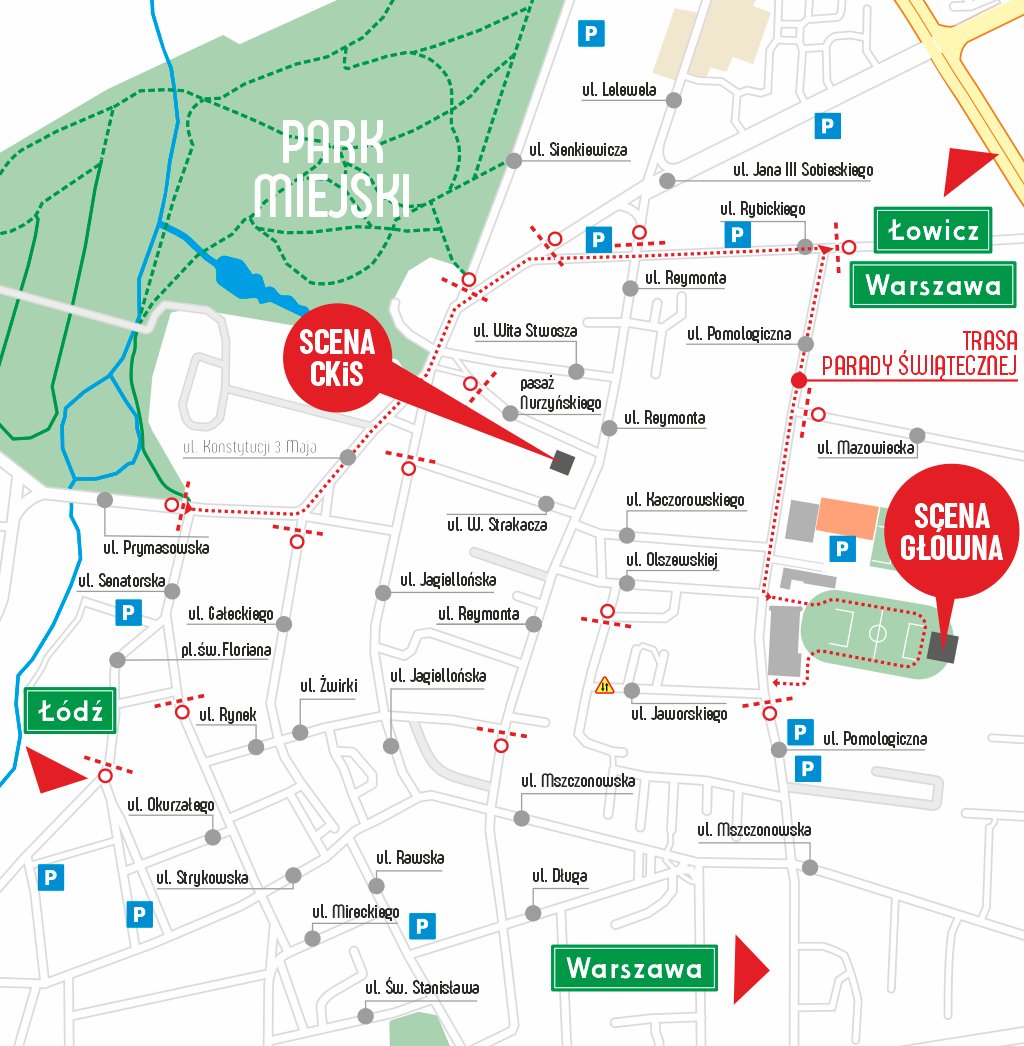 P
ul. Lelewela
P
PARK
MIEJSKI
ul. Sienkiewicza
ul. Jana III Sobieskiego
ul. Rybickiego
P
P
Łowicz
Warszawa
ul. Reymonta
ul. Wita Stwosza
ul. Pomologiczna
TRASA
PARADY ŚWIĄTECZNEJ
SCENA
CKiS
pasaż
Nurzyńskiego
ul. Reymonta
ul. Konstytucji 3 Maja
ul. Mazowiecka
ul. W. Strakacza
ul. Kaczorowskiego
SCENA
GŁÓWNA
P
ul. Prymasowska
ul. Olszewskiej
ul. Senatorska
ul. Jagiellońska
P
ul. Gałeckiego
ul. Reymonta
pl.św.Floriana
ul. Żwirki
ul. Jagiellońska
Łódź
ul. Rynek
ul. Jaworskiego
P
ul. Pomologiczna
P
ul. Mszczonowska
ul. Okurzałego
ul. Mszczonowska
P
ul. Strykowska
ul. Rawska
ul. Długa
P
ul. Mireckiego
P
Warszawa
ul. Św. Stanisława